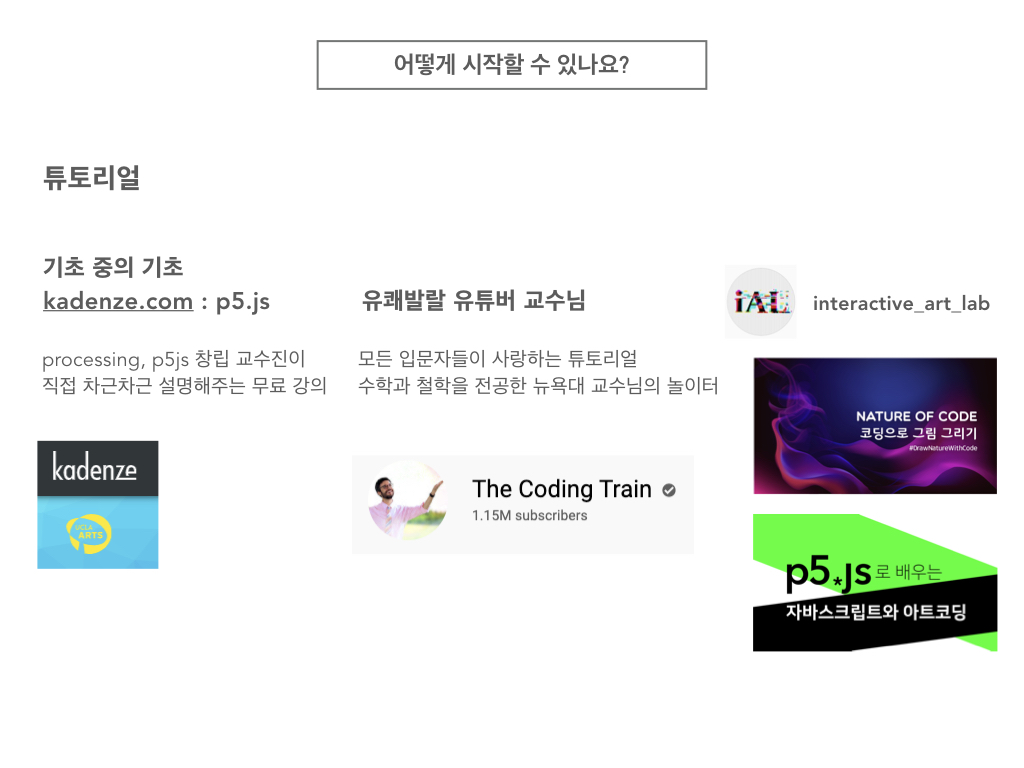 어떻게 시작할 수 있나요?
튜토리얼
기초 중의 기초
kadenze.com : p5.js
processing, p5js 창립 교수진이
직접 차근차근 설명해주는 무료 강의
kadenze
UCLA
ARTS
유쾌발랄 유튜버 교수님
모든 입문자들이 사랑하는 튜토리얼
수학과 철학을 전공한 뉴욕대 교수님의 놀이터
The Coding Train
1.15M subscribers
iAL
interactive_art_lab
NATURE OF CODE
코딩으로 그림 그리기
#DrawNatureWithCode
p5*.js로 배우는
자바스크립트와 아트코딩